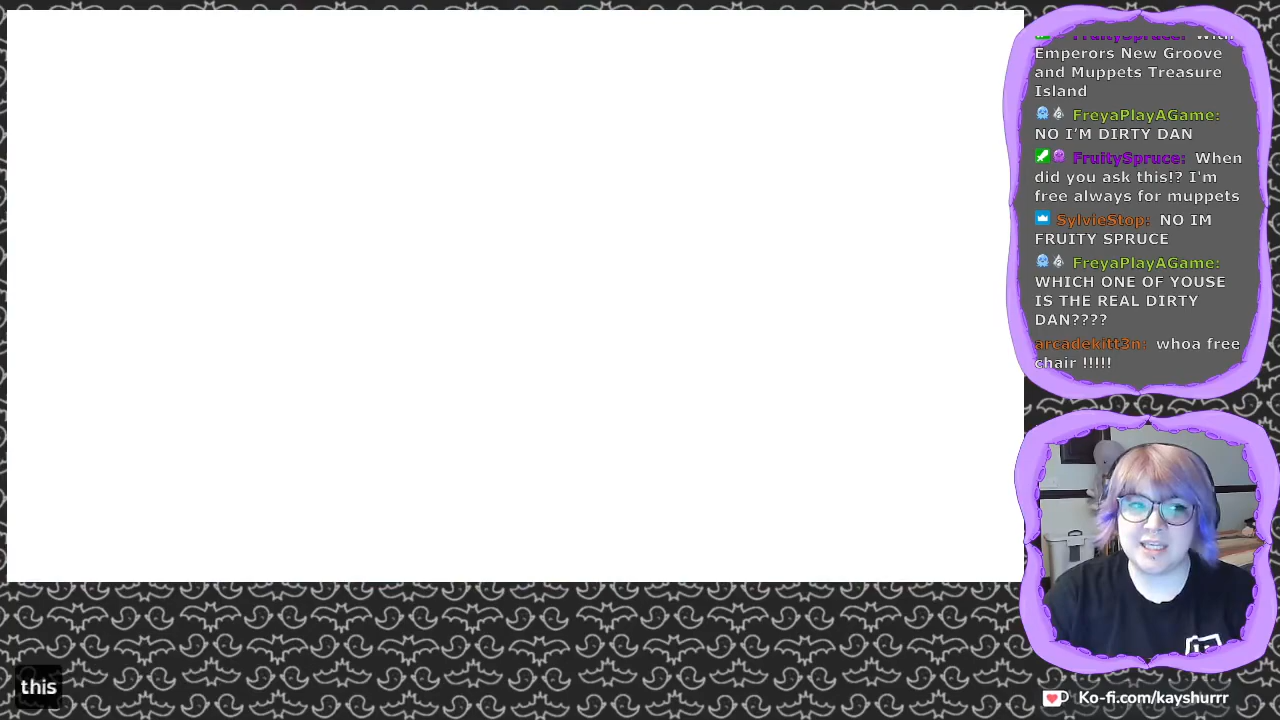 FruitySpruce: With
Emperors New Groove
and Muppets Treasure
Island
FreyaPlayAGame:
NO I'M DIRTY DAN
FruitySpruce: When
did you ask this!? I'm
free always for muppets
SylvieStop: NO IM
FRUITY SPRUCE
FreyaPlayAGame:
WHICH ONE OF YOUSE
IS THE REAL DIRTY
DAN????
arcadekitt3n: whoa free
chair !!!!!
this
Ko-fi.com/kayshurrr